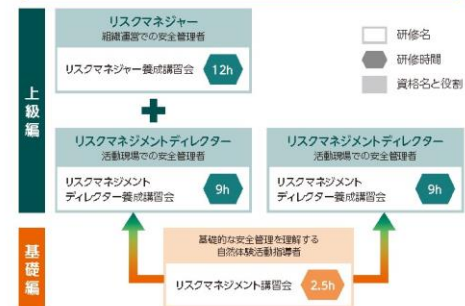 リスクマネジャー
組織運営での安全管理者
リスクマネジャー養成講習会
12h
研修名
研修時間
資格名と役割
上級編
リスクマネジメントディレクター
活動現場での安全管理者
リスクマネジメント
ディレクター養成講習会
9h
リスクマネジメントディレクター
活動現場での安全管理者
リスクマネジメント
ディレクター養成講習会
9h
基礎編
基礎的な安全管理を理解する
自然体験活動指導者
リスクマネジメント講習会
2.5h